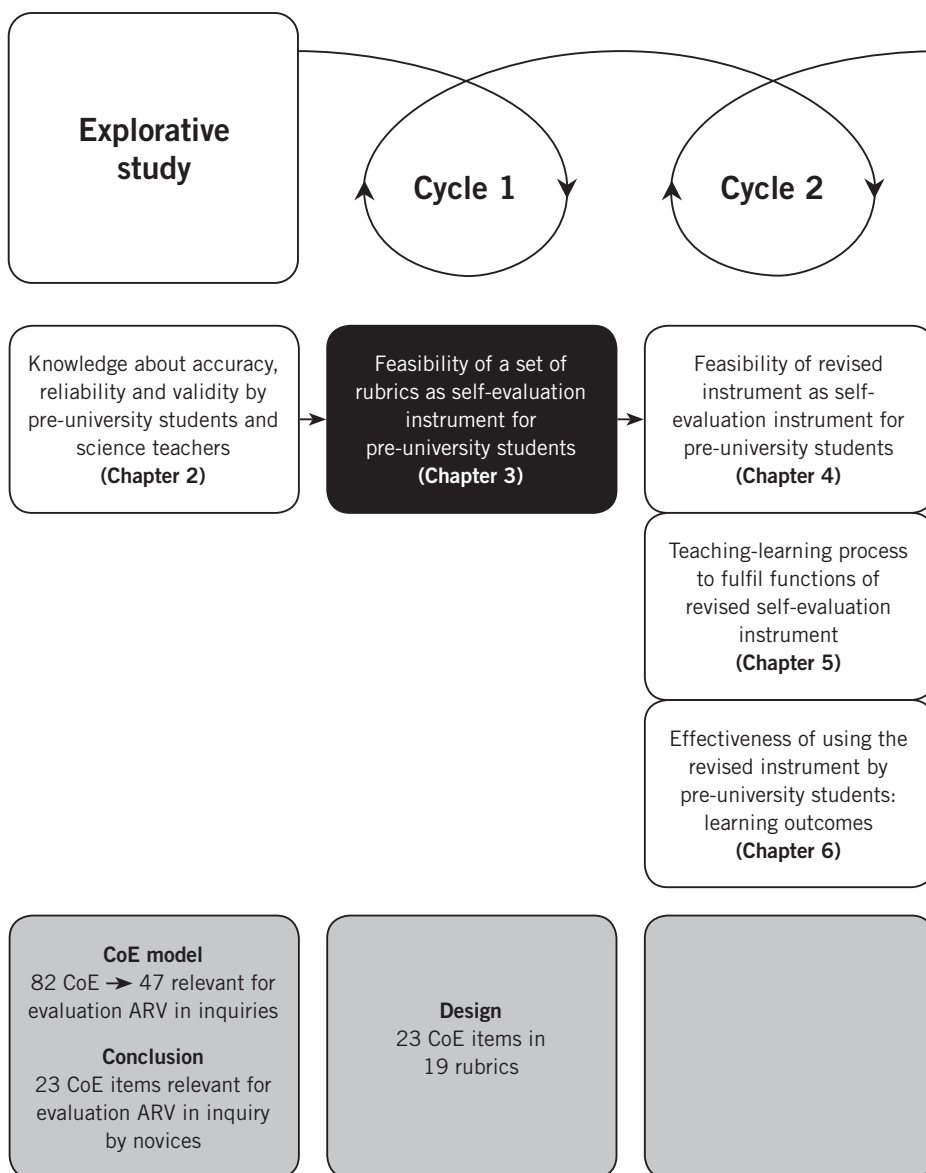 Explorative
study
Cycle 1
Cycle 2
Knowledge about accuracy,
reliability and validity by
pre-university students and
science teachers
(Chapter 2)
Feasibility of a set of
rubrics as self-evaluation
instrument for
pre-university students
(Chapter 3)
Feasibility of revised
instrument as self-
evaluation instrument for
pre-university students
(Chapter 4)
Teaching-learning process
to fulfil functions of
revised self-evaluation
instrument
(Chapter 5)
Effectiveness of using the
revised instrument by
pre-university students:
learning outcomes
(Chapter 6)
CoE model
82 CoE → 47 relevant for
evaluation ARV in inquiries
Conclusion
23 CoE items relevant for
evaluation ARV in inquiry
by novices
Design
23 CoE items in
19 rubrics